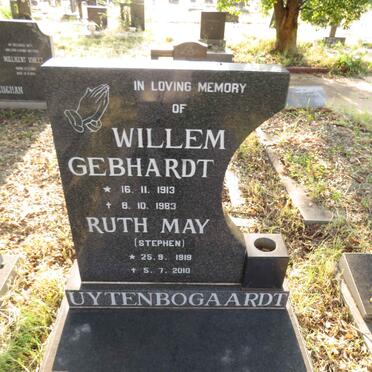 IN LOVING MEMORY
OF
WILLEM
GEBHARDT
* 16. 11. 1913
✝ 8. 10. 1983
RUTH MAY
(STEPHEN)
* 25. 9. 1919
✝ 5. 7. 2010
UYTENBOGAARDT